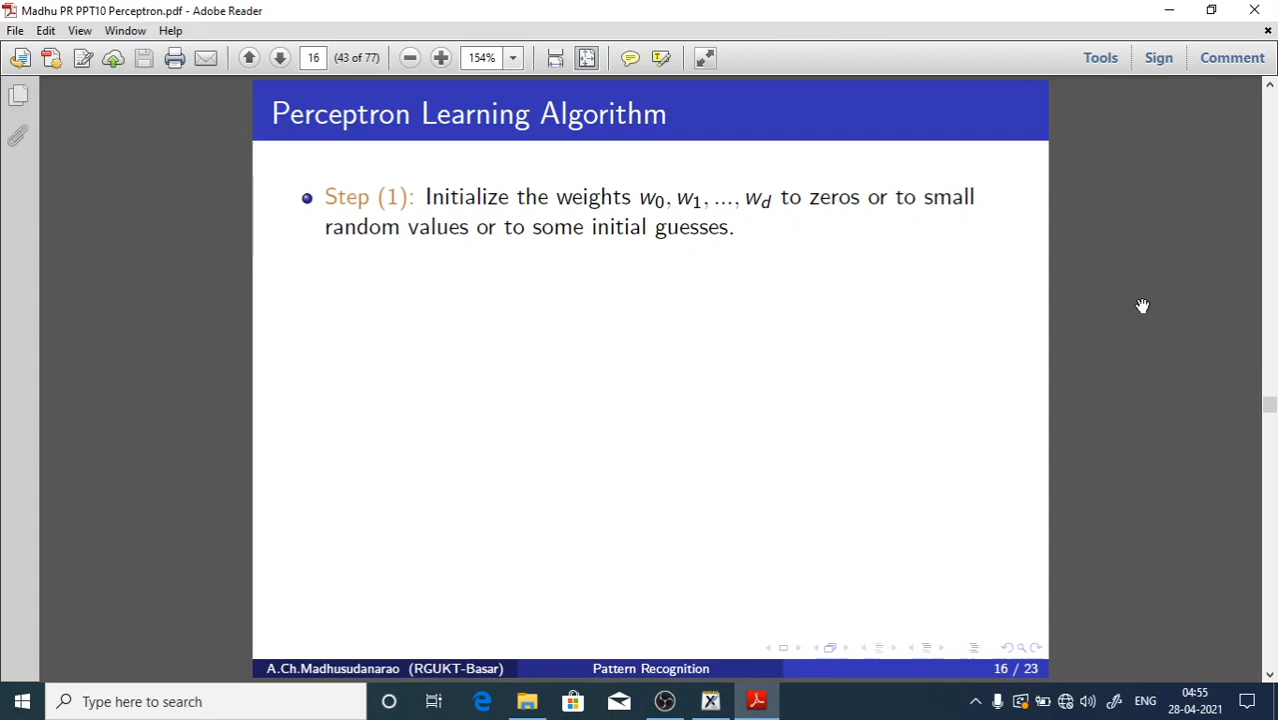 Madhu PR PPT10 Perceptron.pdf - Adobe Reader
File Edit View Window Help
16 (43 of 77) 154% Tools Sign Comment
Perceptron Learning Algorithm
Step (1): Initialize the weights w0, w1, ..., wd to zeros or to small
random values or to some initial guesses.
A.Ch.Madhusudanarao (RGUKT-Basar) Pattern Recognition 16 / 23
Type here to search
ENG
04:55
28-04-2021